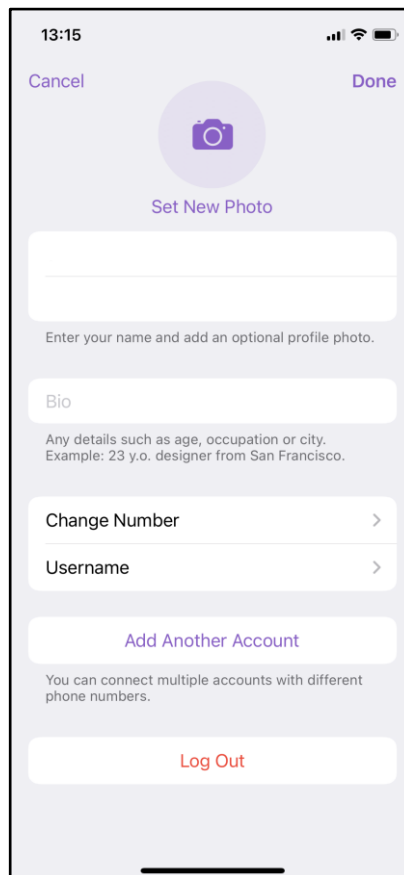 13:15
Cancel
Done
Set New Photo
Enter your name and add an optional profile photo.
Bio
Any details such as age, occupation or city.
Example: 23 y.o. designer from San Francisco.
Change Number
Username
Add Another Account
You can connect multiple accounts with different
phone numbers.
Log Out